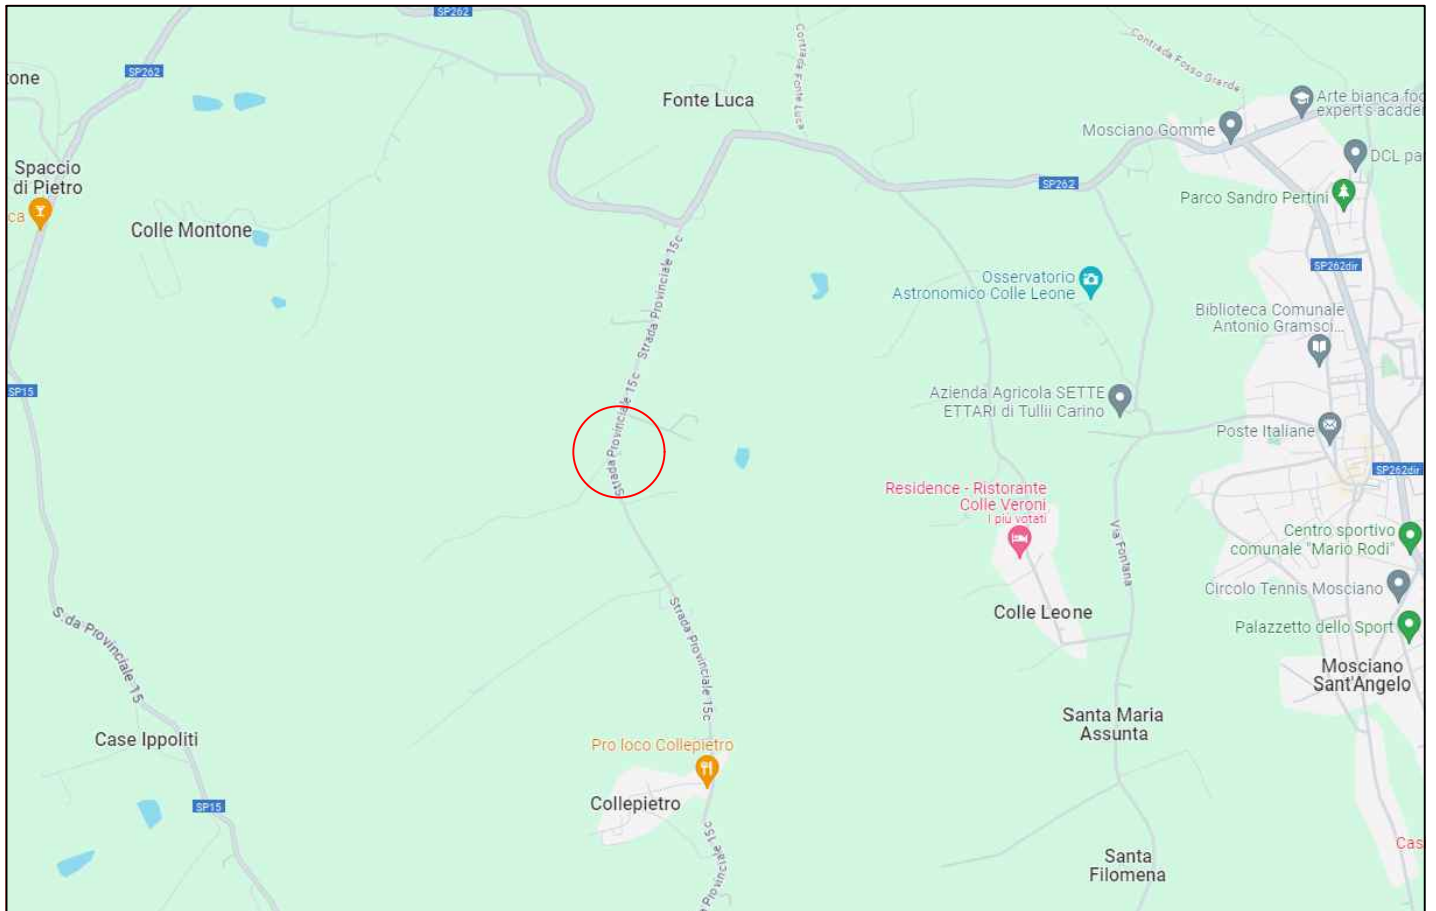 SP262
SP262
:one
Contrada Fonte Luca
Contrada Fosso Grande
Fonte Luca
Arte bianca foo
expert's acade
Mosciano Gomme
DCL pa
Spaccio
di Pietro
ca
SP262
Parco Sandro Pertini
Colle Montone
Strada Provinciale 15c
SP262dir
Osservatorio
Astronomico Colle Leone
Biblioteca Comunale
Antonio Gramsci...
SP15
Strada Provinciale 15c
Azienda Agricola SETTE
ETTARI di Tullii Carino
Poste Italiane
SP262dir
Residence - Ristorante
Colle Veroni
I più votati
Via Fontana
Centro sportivo
comunale "Mario Rodi"
Circolo Tennis Mosciano
Colle Leone
S.da Provinciale 15
Strada Provinciale 15c
Palazzetto dello Sport
Mosciano
Sant'Angelo
Santa Maria
Assunta
Case Ippoliti
Pro loco Collepietro
SP15
Collepietro
Provinciale 15c
Cas
Santa
Filomena